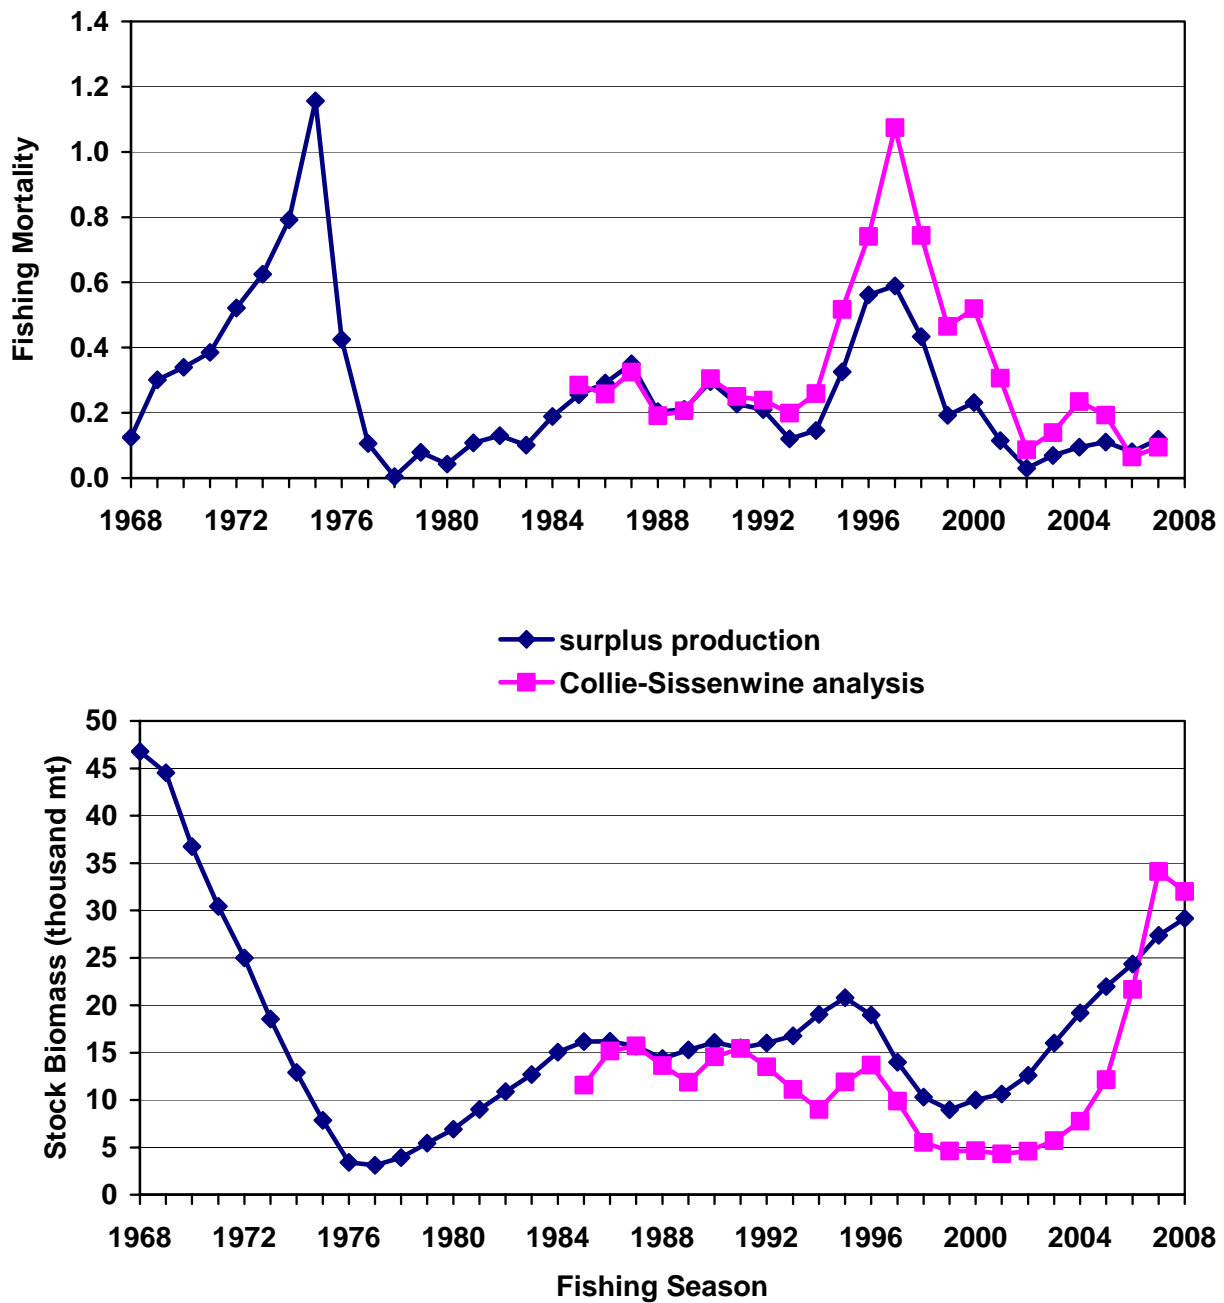 Fishing Mortality
1.4
1.2
1.0
0.8
0.6
0.4
0.2
0.0
1968 1972 1976 1980 1984 1988 1992 1996 2000 2004 2008
surplus production
Collie-Sissenwine analysis
Stock Biomass (thousand mt)
50
45
40
35
30
25
20
15
10
5
0
1968 1972 1976 1980 1984 1988 1992 1996 2000 2004 2008
Fishing Season